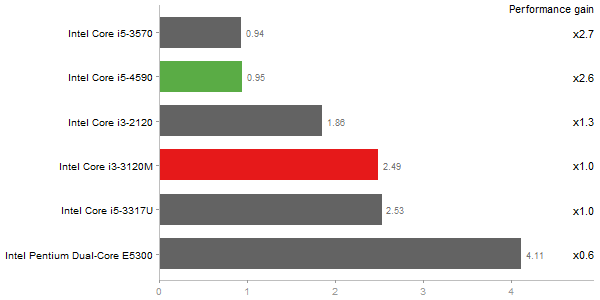 Performance gain
Intel Core i5-3570 0.94 x2.7
Intel Core i5-4590 0.95 x2.6
Intel Core i3-2120 1.86 x1.3
Intel Core i3-3120M 2.49 x1.0
Intel Core i5-3317U 2.53 x1.0
Intel Pentium Dual-Core E5300 4.11 x0.6
0 1 2 3 4